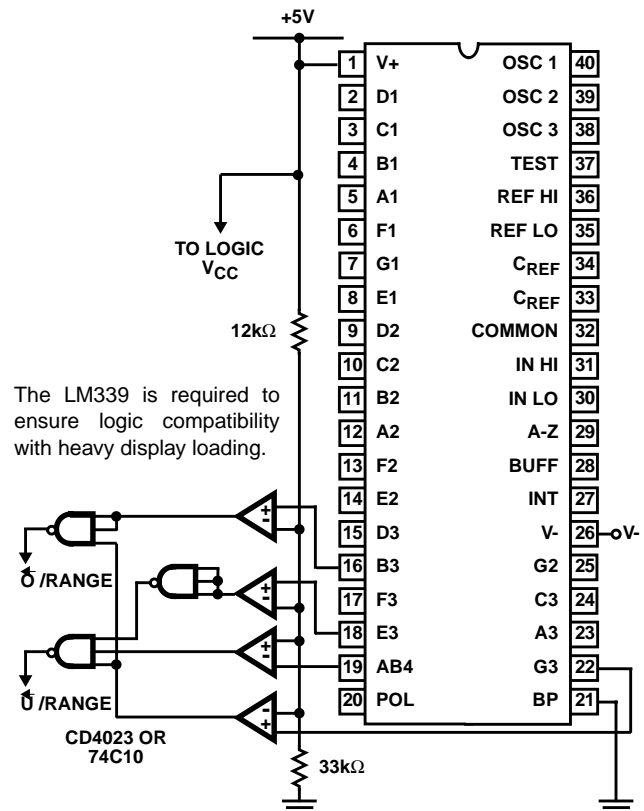 +5V
1 V+ OSC 1 40
2 D1 OSC 2 39
3 C1 OSC 3 38
4 B1 TEST 37
5 A1 REF HI 36
6 F1 REF LO 35
7 G1 CREF 34
8 E1 CREF 33
9 D2 COMMON 32
10 C2 IN HI 31
11 B2 IN LO 30
12 A2 A-Z 29
13 F2 BUFF 28
14 E2 INT 27
15 D3 V- 26 V-
16 B3 G2 25
17 F3 C3 24
18 E3 A3 23
19 AB4 G3 22
20 POL BP 21
TO LOGIC
VCC
12kΩ
The LM339 is required to
ensure logic compatibility
with heavy display loading.
+
-
O /RANGE
+
-
-
+
U /RANGE
-
+
CD4023 OR
74C10
33kΩ